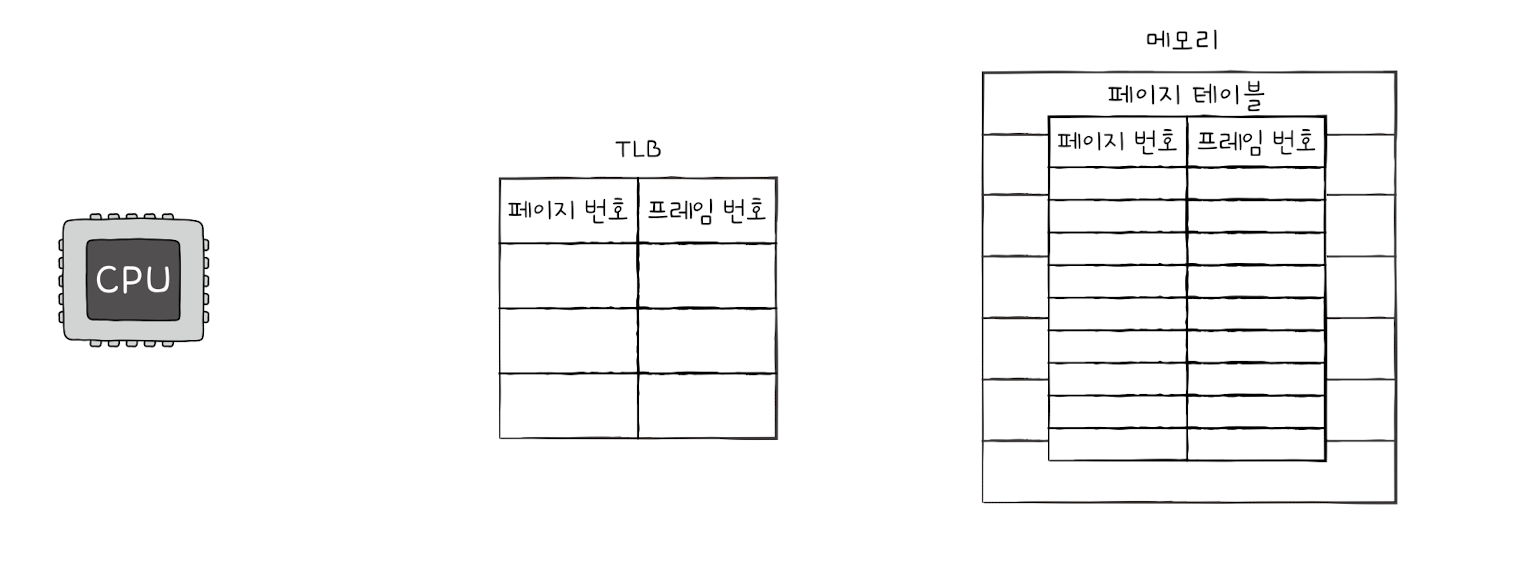 메모리
페이지 테이블
페이지 번호 프레임 번호
TLB
페이지 번호 프레임 번호
CPU